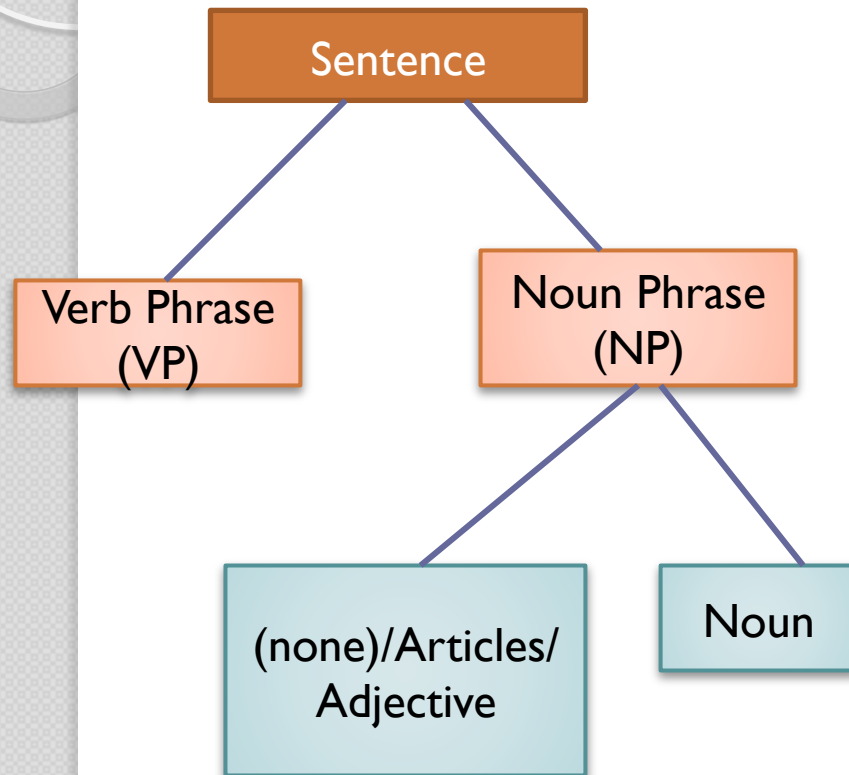 Sentence
Verb Phrase
(VP)
Noun Phrase
(NP)
(none)/Articles/
Adjective
Noun